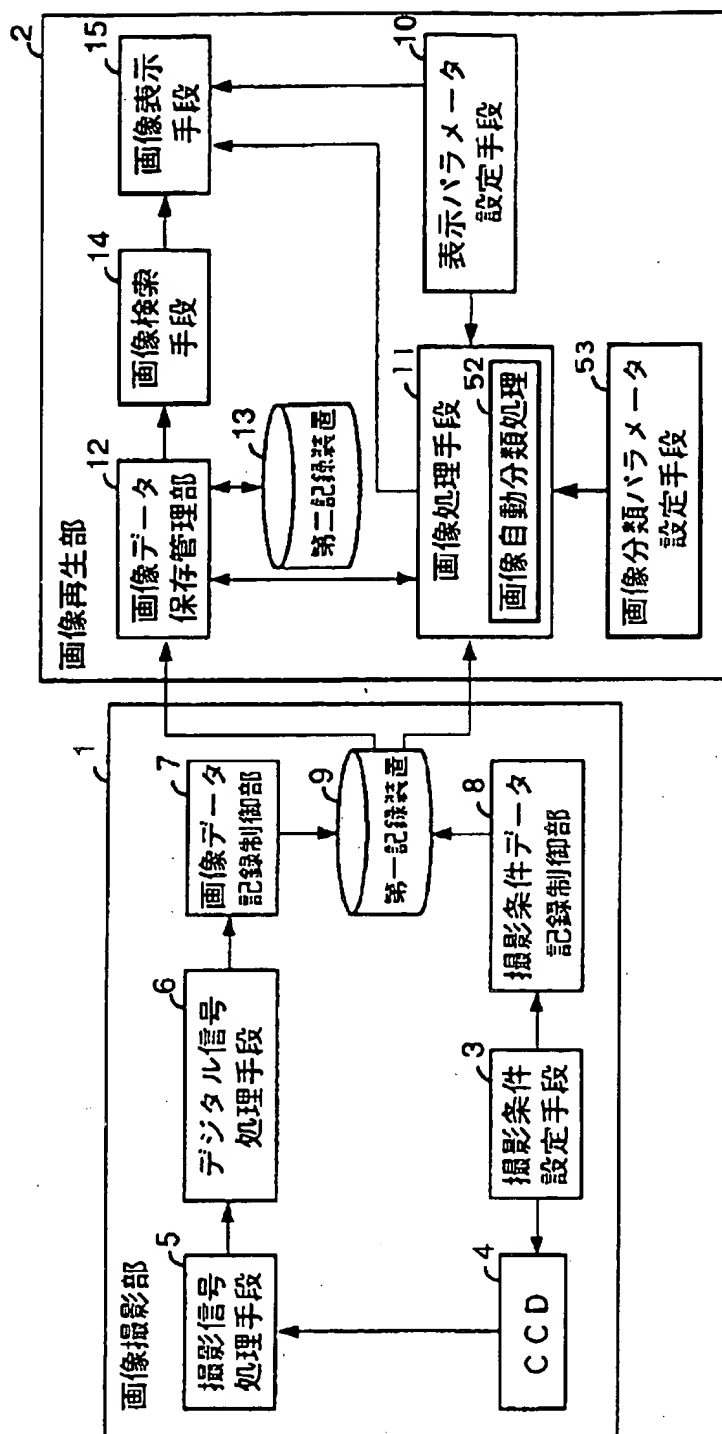 画像撮影部
1
撮影信号
処理手段
5
デジタル信号
処理手段
6
画像データ
記録制御部
7
第一記録装置
9
CCD
4
撮影条件
設定手段
3
撮影条件データ
記録制御部
8
画像再生部
2
画像データ
保存管理部
12
画像検索
手段
14
画像表示
手段
15
第二記録装置
13
画像処理手段
11
画像自動分類処理
52
表示パラメータ
設定手段
10
画像分類パラメータ
設定手段
53